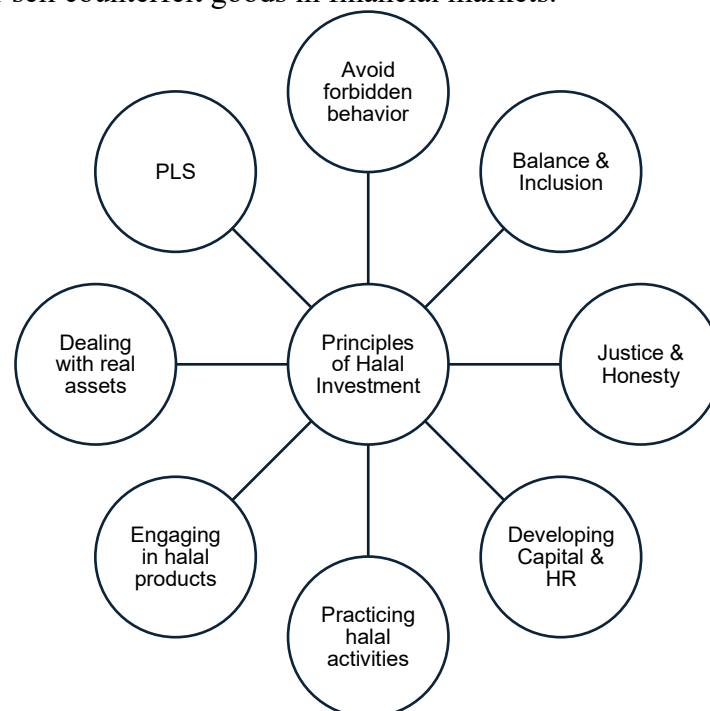 sell counterfeit goods in financial markets.
Avoid
forbidden
behavior
Balance &
Inclusion
Justice &
Honesty
Developing
Capital &
HR
Practicing
halal
activities
Engaging
in halal
products
Dealing
with real
assets
PLS
Principles
of Halal
Investment